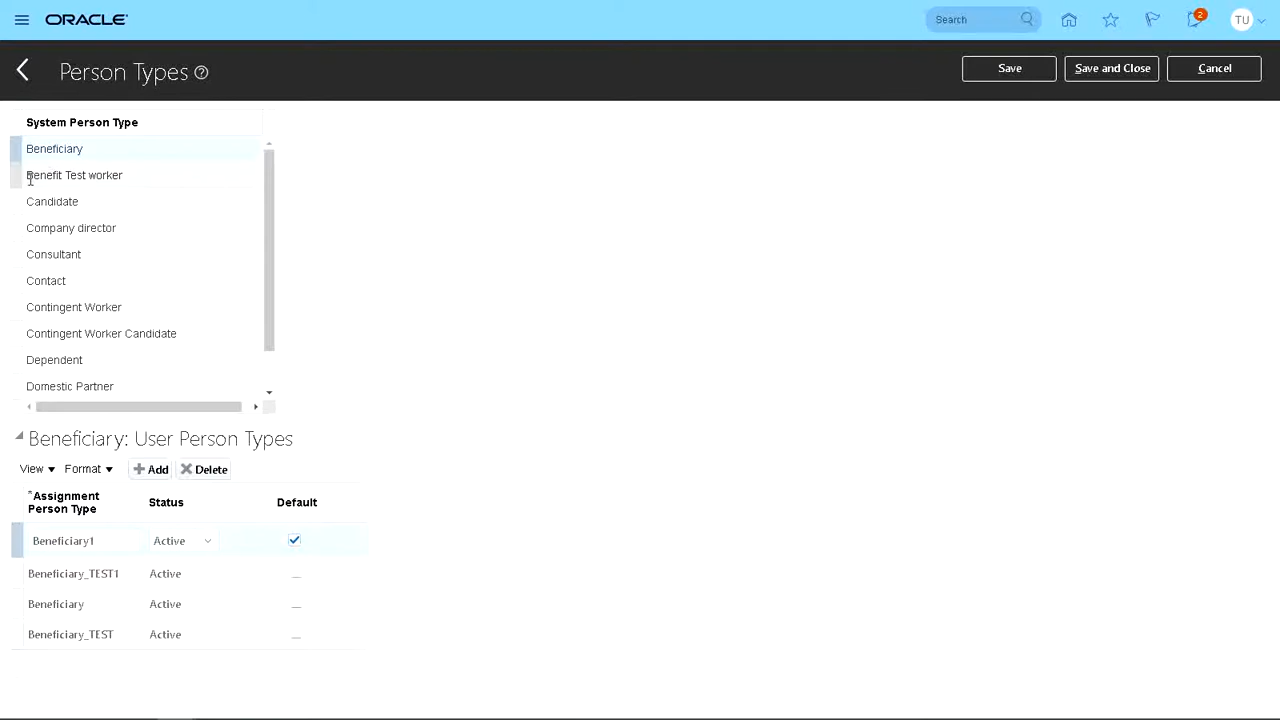 ORACLE
Search
2
TU
Person Types
Save
Save and Close
Cancel
System Person Type
Beneficiary
Benefit Test worker
Candidate
Company director
Consultant
Contact
Contingent Worker
Contingent Worker Candidate
Dependent
Domestic Partner
Beneficiary: User Person Types
View
Format
Add
Delete
*Assignment
Person Type
Status
Default
Beneficiary1
Active
Beneficiary_TEST1
Active
Beneficiary
Active
Beneficiary_TEST
Active